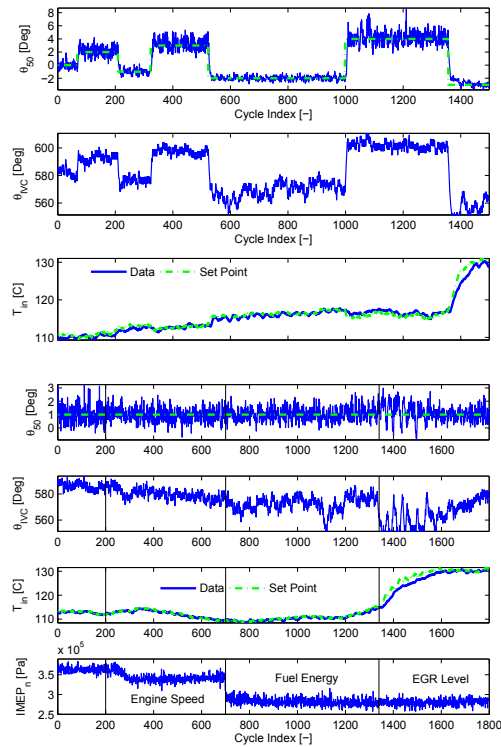 8
6
4
2
0
−2
θ50 [Deg]
0 200 400 600 800 1000 1200 1400
Cycle Index [−]
600
580
560
θIVC [Deg]
0 200 400 600 800 1000 1200 1400
Cycle Index [−]
130
120
110
Tin [C]
Data Set Point
0 200 400 600 800 1000 1200 1400
3
2
1
0
θ50 [Deg]
0 200 400 600 800 1000 1200 1400 1600
580
560
θIVC [Deg]
0 200 400 600 800 1000 1200 1400 1600
130
120
110
Tin [C]
Data Set Point
0 200 400 600 800 1000 1200 1400 1600
x 10^5
3.5
3
2.5
IMEPn [Pa]
Engine Speed Fuel Energy EGR Level
0 200 400 600 800 1000 1200 1400 1600 1800
Cycle Index [−]